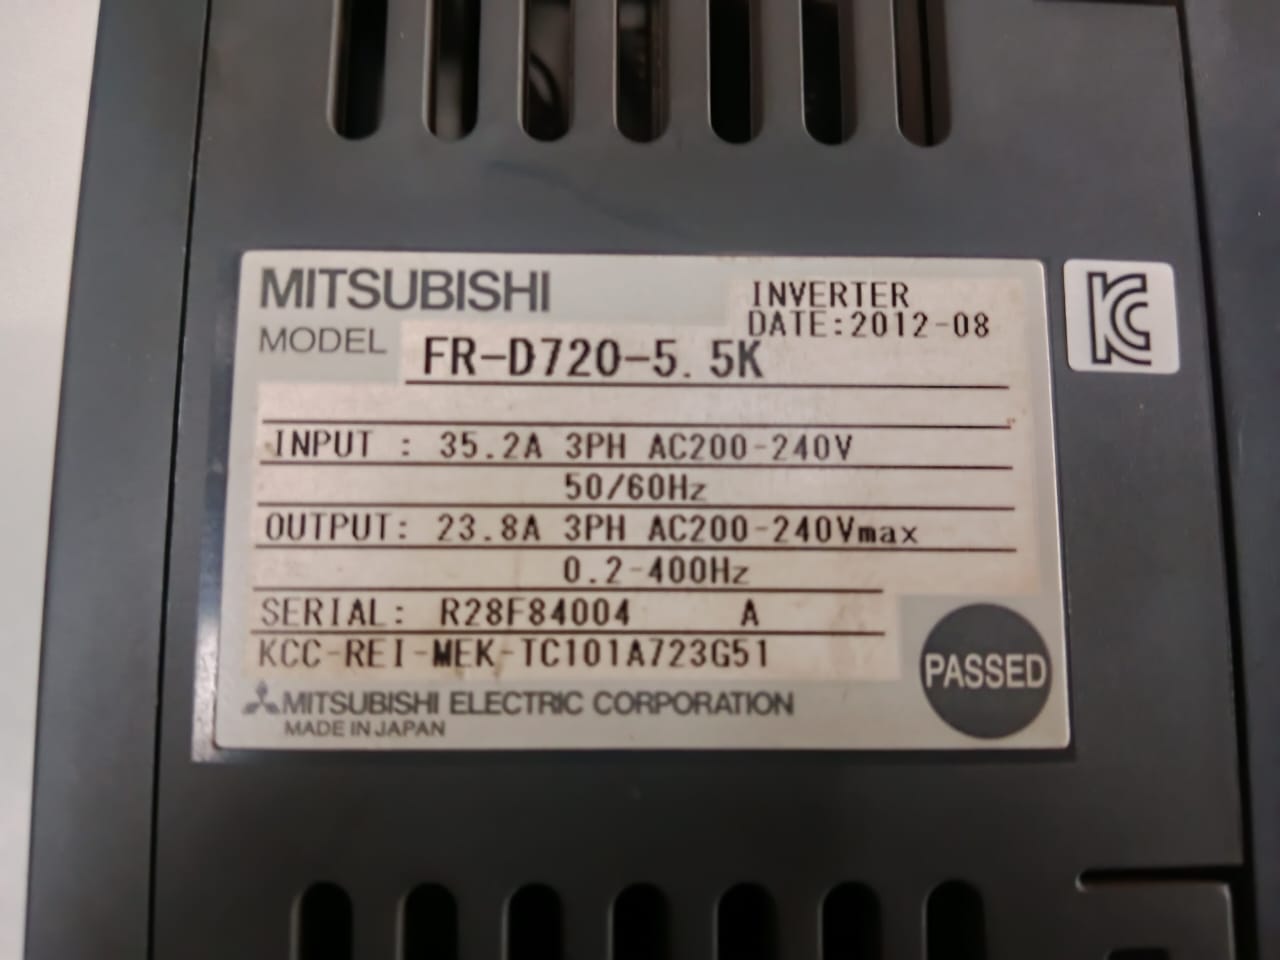 MITSUBISHI
INVERTER
DATE:2012-08
MODEL FR-D720-5.5K
INPUT : 35.2A 3PH AC200-240V
50/60Hz
OUTPUT: 23.8A 3PH AC200-240Vmax
0.2-400Hz
SERIAL: R28F84004 A
KCC-REI-MEK-TC101A723G51
PASSED
MITSUBISHI ELECTRIC CORPORATION
MADE IN JAPAN
KC